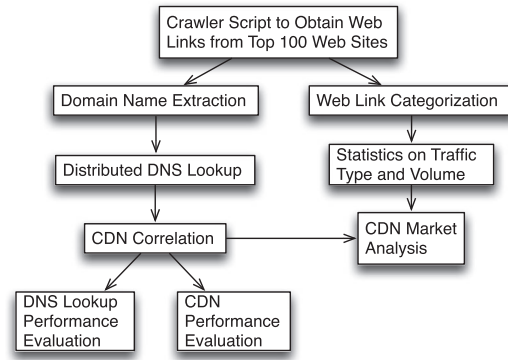 Crawler Script to Obtain Web
Links from Top 100 Web Sites
Domain Name Extraction
Web Link Categorization
Distributed DNS Lookup
Statistics on Traffic
Type and Volume
CDN Correlation
CDN Market
Analysis
DNS Lookup
Performance
Evaluation
CDN
Performance
Evaluation